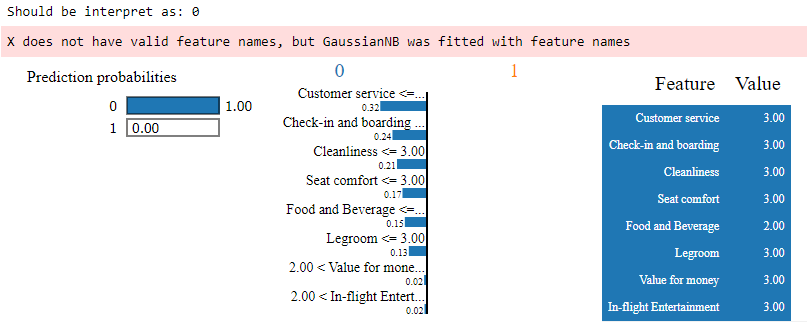 Should be interpret as: 0
X does not have valid feature names, but GaussianNB was fitted with feature names
Prediction probabilities
0 1.00
1 0.00
0 1
Customer service <=...
0.32
Check-in and boarding ...
0.24
Cleanliness <= 3.00
0.21
Seat comfort <= 3.00
0.17
Food and Beverage <=...
0.15
Legroom <= 3.00
0.13
2.00 < Value for mone...
0.02
2.00 < In-flight Entert...
0.02
Feature Value
Customer service 3.00
Check-in and boarding 3.00
Cleanliness 3.00
Seat comfort 3.00
Food and Beverage 2.00
Legroom 3.00
Value for money 3.00
In-flight Entertainment 3.00